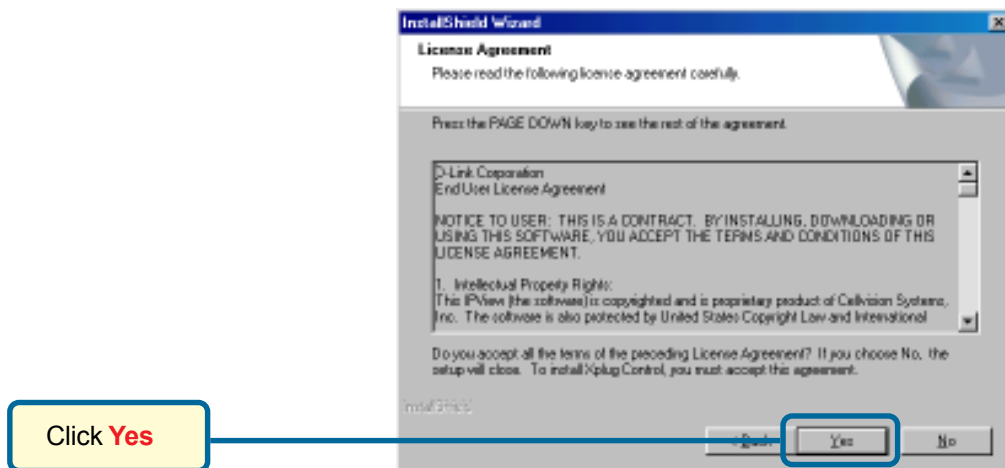 InstallShield Wizard
License Agreement
Please read the following license agreement carefully.
Press the PAGE DOWN key to see the rest of the agreement.
D-Link Corporation
End User License Agreement
NOTICE TO USER: THIS IS A CONTRACT. BY INSTALLING, DOWNLOADING OR
USING THIS SOFTWARE, YOU ACCEPT THE TERMS AND CONDITIONS OF THIS
LICENSE AGREEMENT.
1. Intellectual Property Rights:
This IPView (the software) is copyrighted and is proprietary product of Cellvision Systems,
Inc. The software is also protected by United States Copyright Law and International
Do you accept all the terms of the preceding License Agreement? If you choose No, the
setup will close. To install Xplug Control, you must accept this agreement.
InstallShield
Click Yes
< Back
Yes
No